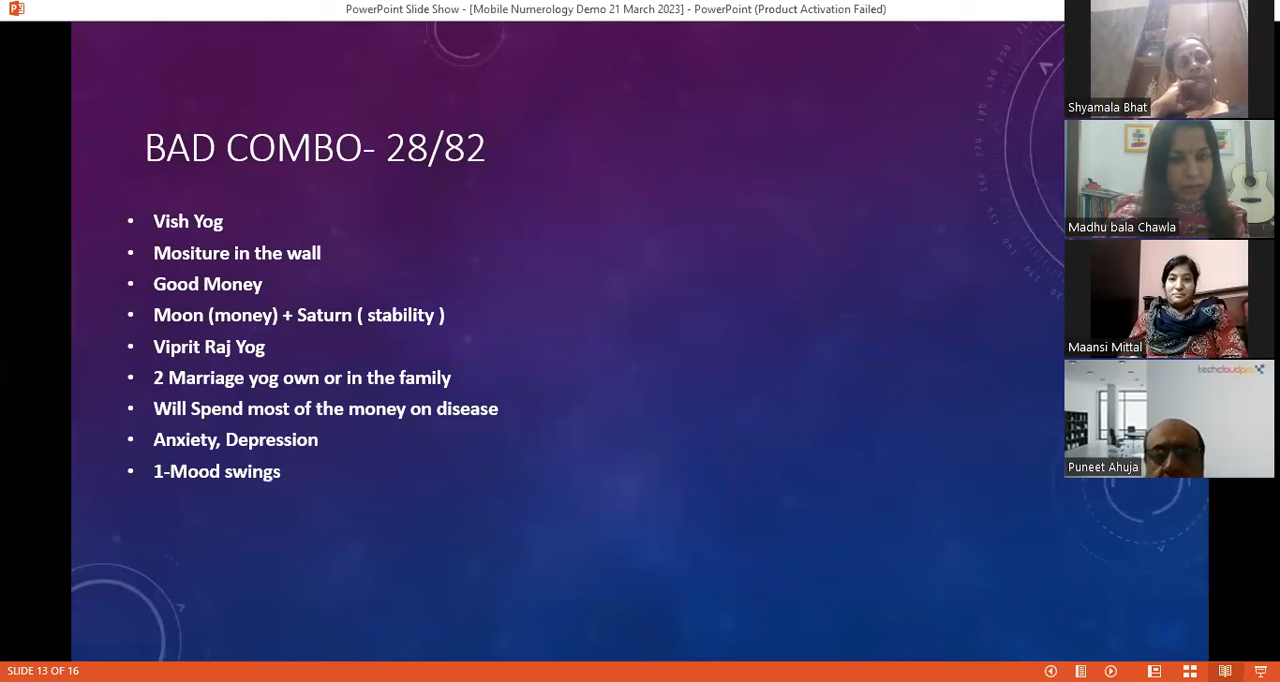 PowerPoint Slide Show - [Mobile Numerology Demo 21 March 2023] - PowerPoint (Product Activation Failed)
BAD COMBO- 28/82
• Vish Yog
• Mositure in the wall
• Good Money
• Moon (money) + Saturn ( stability )
• Viprit Raj Yog
• 2 Marriage yog own or in the family
• Will Spend most of the money on disease
• Anxiety, Depression
• 1-Mood swings
Shyamala Bhat
Madhu bala Chawla
Maansi Mittal
techcloudpro
Puneet Ahuja
SLIDE 13 OF 16